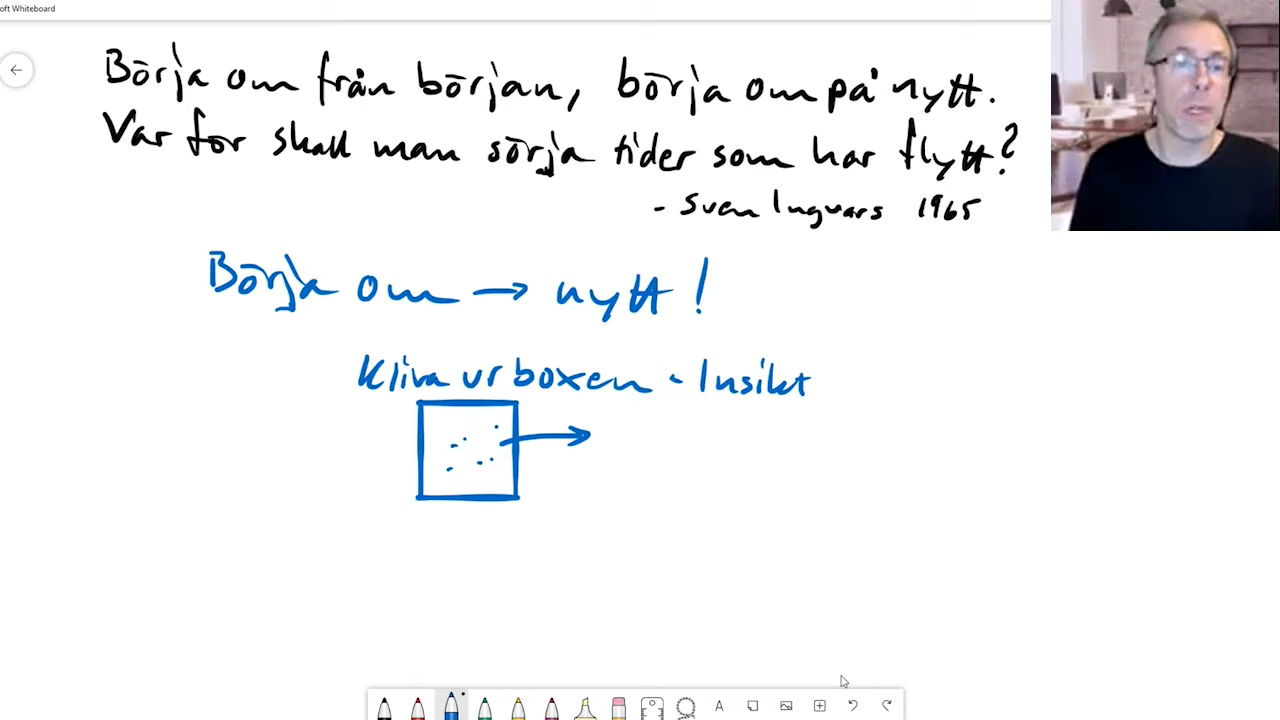 oft Whiteboard
Börja om från början, börja om på nytt.
Var för skall man sörja tider som har flytt?
- Sven Ingvars 1965
Börja om → nytt!
Kliva ur boxen - Insikt
A